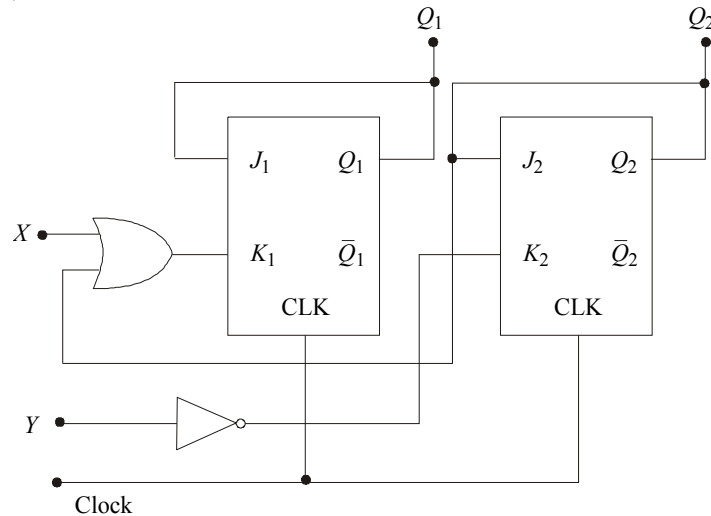 Q₁
Q₂
J₁ Q₁
J₂ Q₂
X
K₁ Q̄₁
K₂ Q̄₂
CLK
CLK
Y
Clock